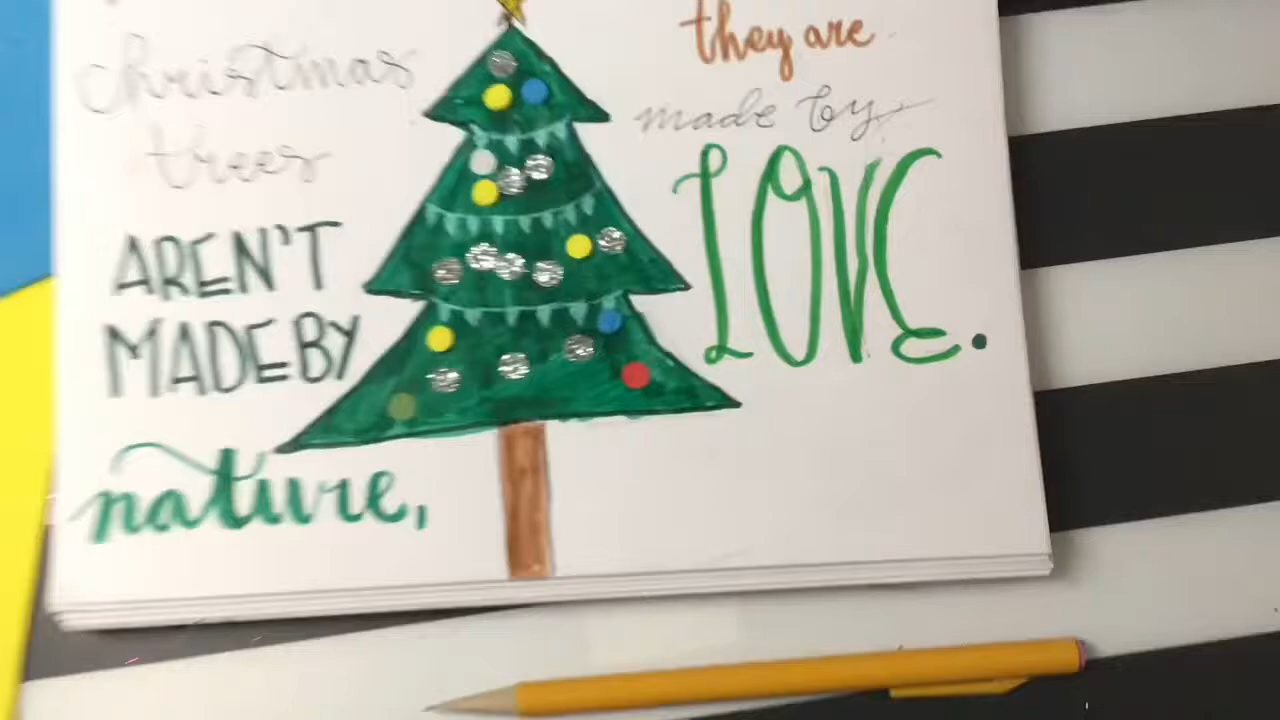 christmas
trees
AREN'T
MADE BY
nature,
they are
made by
LOVE.